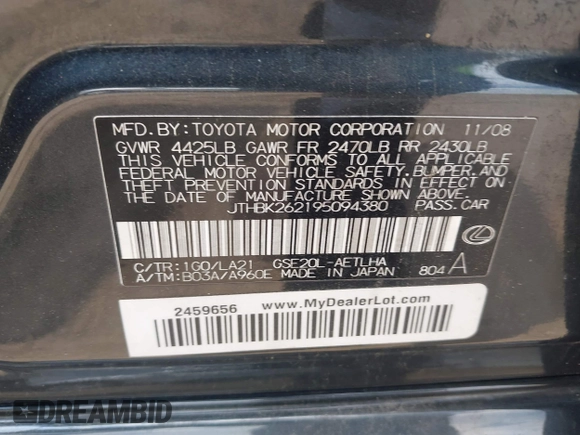 MFD. BY: TOYOTA MOTOR CORPORATION 11/08
GVWR 4425LB GAWR FR 2470LB RR 2430LB
THIS VEHICLE CONFORMS TO ALL APPLICABLE
FEDERAL MOTOR VEHICLE SAFETY, BUMPER, AND
THEFT PREVENTION STANDARDS IN EFFECT ON
THE DATE OF MANUFACTURE SHOWN ABOVE.
JTHBK262195094380 PASS. CAR
C/TR: 1G0/LA21 GSE20L-AETLHA
A/TM: B03A/A960E MADE IN JAPAN 804 A
2459656 www.MyDealerLot.com
DREAMBID